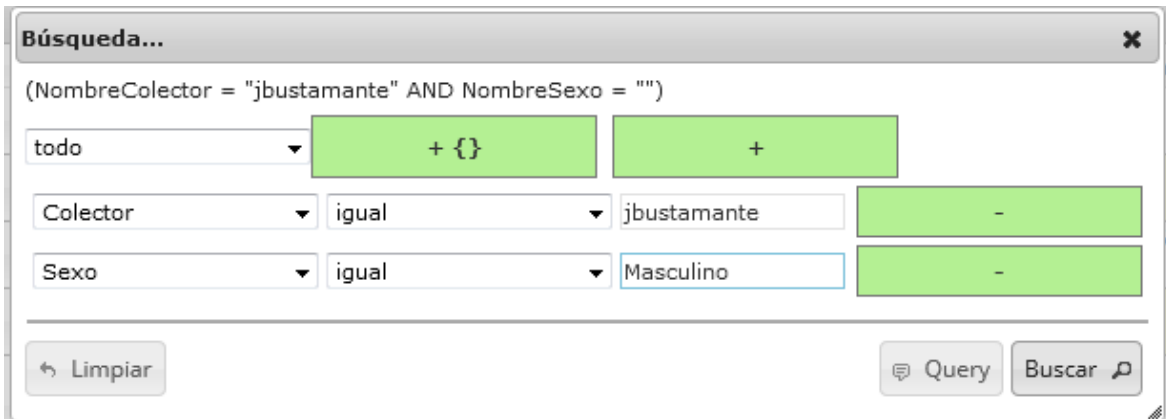 Búsqueda...
(NombreColector = "jbustamante" AND NombreSexo = "")
todo + {} +
Colector igual jbustamante -
Sexo igual Masculino -
Limpiar Query Buscar